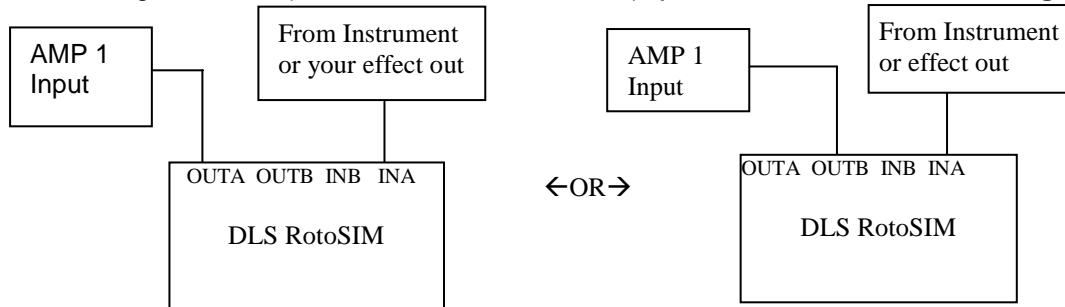 AMP 1
Input
From Instrument
or your effect out
OUTA OUTB INB INA
DLS RotoSIM
←OR→
AMP 1
Input
From Instrument
or effect out
OUTA OUTB INB INA
DLS RotoSIM